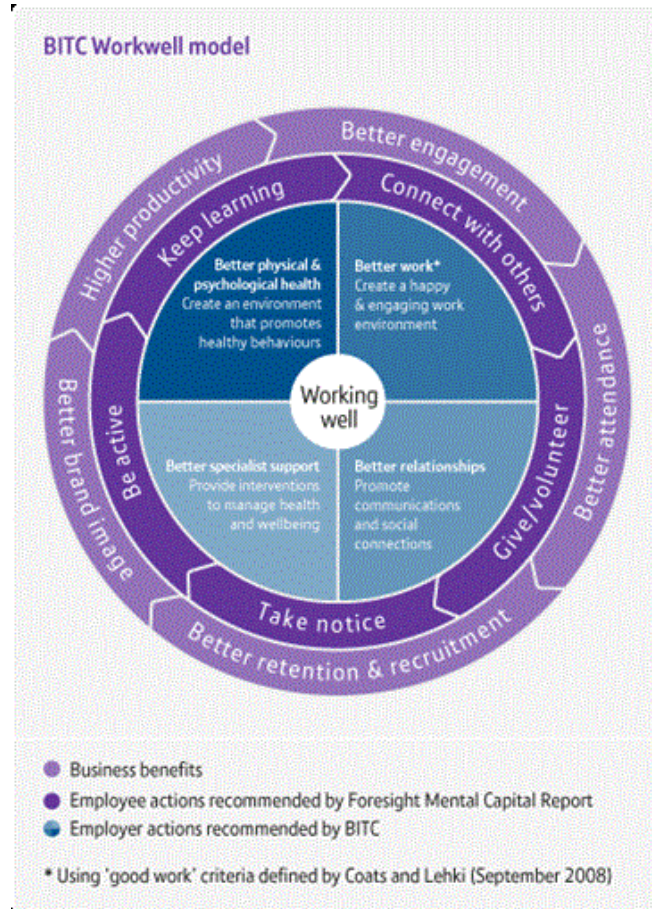 BITC Workwell model
Better engagement
Higher productivity
Keep learning
Connect with others
Better physical &
psychological health
Create an environment
that promotes
healthy behaviours
Better work*
Create a happy
& engaging work
environment
Working
well
Better attendance
Better brand image
Be active
Give/volunteer
Better specialist support
Provide interventions
to manage health
and wellbeing
Better relationships
Promote
communications
and social
connections
Take notice
Better retention & recruitment
Business benefits
Employee actions recommended by Foresight Mental Capital Report
Employer actions recommended by BITC
* Using 'good work' criteria defined by Coats and Lehki (September 2008)